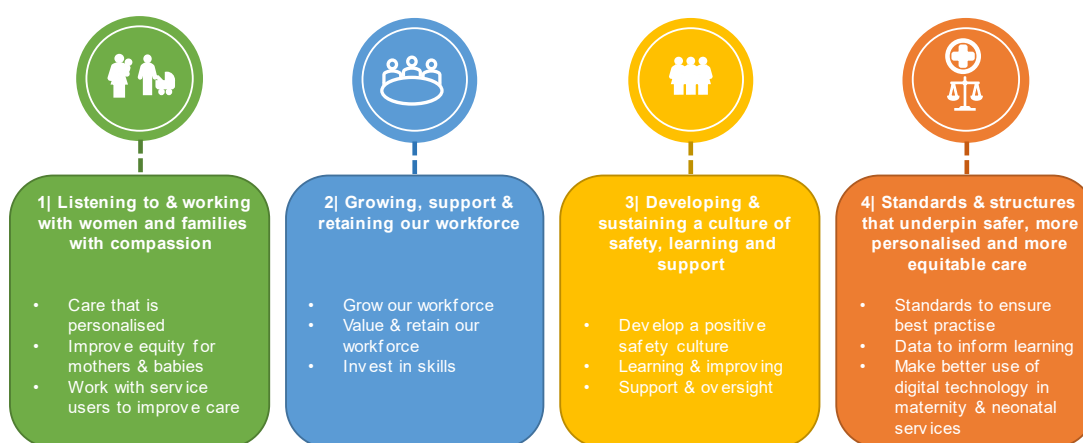 1| Listening to & working
with women and families
with compassion
• Care that is
personalised
• Improve equity for
mothers & babies
• Work with service
users to improve care
2| Growing, support &
retaining our workforce
• Grow our workforce
• Value & retain our
workforce
• Invest in skills
3| Developing &
sustaining a culture of
safety, learning and
support
• Develop a positive
safety culture
• Learning & improving
• Support & oversight
4| Standards & structures
that underpin safer, more
personalised and more
equitable care
• Standards to ensure
best practise
• Data to inform learning
• Make better use of
digital technology in
maternity & neonatal
services